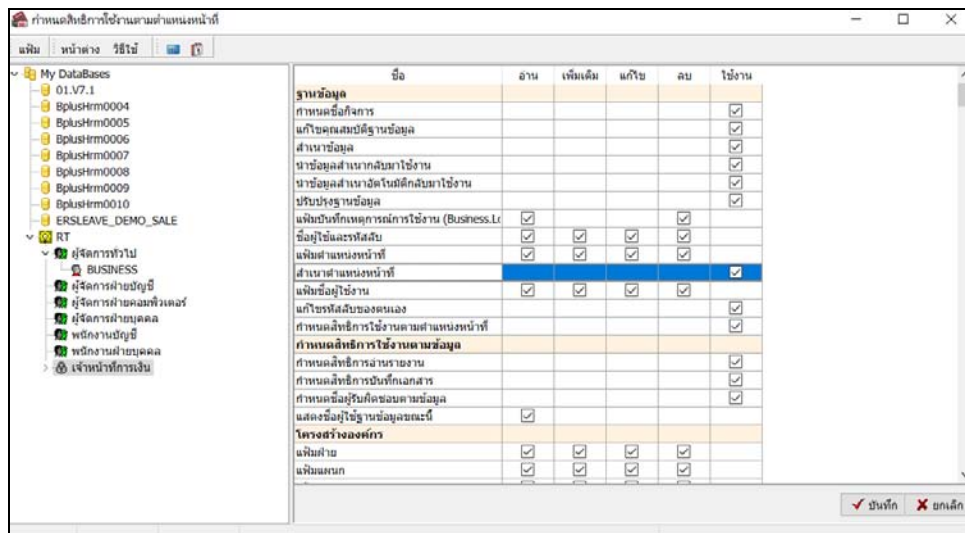 กำหนดสิทธิการใช้งานตามตำแหน่งหน้าที่
แฟ้ม หน้าต่าง วิธีใช้
My DataBases
01.V7.1
BplusHrm0004
BplusHrm0005
BplusHrm0006
BplusHrm0007
BplusHrm0008
BplusHrm0009
BplusHrm0010
ERSLEAVE_DEMO_SALE
RT
ผู้จัดการทั่วไป
BUSINESS
ผู้จัดการฝ่ายบัญชี
ผู้จัดการฝ่ายคอมพิวเตอร์
ผู้จัดการฝ่ายบุคคล
พนักงานบัญชี
พนักงานฝ่ายบุคคล
เจ้าหน้าที่การเงิน
ชื่อ อ่าน เพิ่มเติม แก้ไข ลบ ใช้งาน
ฐานข้อมูล
กำหนดชื่อกิจการ
แก้ไขคุณสมบัติฐานข้อมูล
สำเนาข้อมูล
นำข้อมูลสำเนากลับมาใช้งาน
นำข้อมูลสำเนาอัตโนมัติกลับมาใช้งาน
ปรับปรุงฐานข้อมูล
แฟ้มบันทึกเหตุการณ์การใช้งาน (Business.Lo
ชื่อผู้ใช้และรหัสลับ
แฟ้มตำแหน่งหน้าที่
สำเนาตำแหน่งหน้าที่
แฟ้มชื่อผู้ใช้งาน
แก้ไขรหัสลับของตนเอง
กำหนดสิทธิการใช้งานตามตำแหน่งหน้าที่
กำหนดสิทธิการใช้งานตามข้อมูล
กำหนดสิทธิการอ่านรายงาน
กำหนดสิทธิการบันทึกเอกสาร
กำหนดชื่อผู้รับผิดชอบตามข้อมูล
แสดงชื่อผู้ใช้ฐานข้อมูลขณะนี้
โครงสร้างองค์กร
แฟ้มฝ่าย
แฟ้มแผนก
บันทึก ยกเลิก